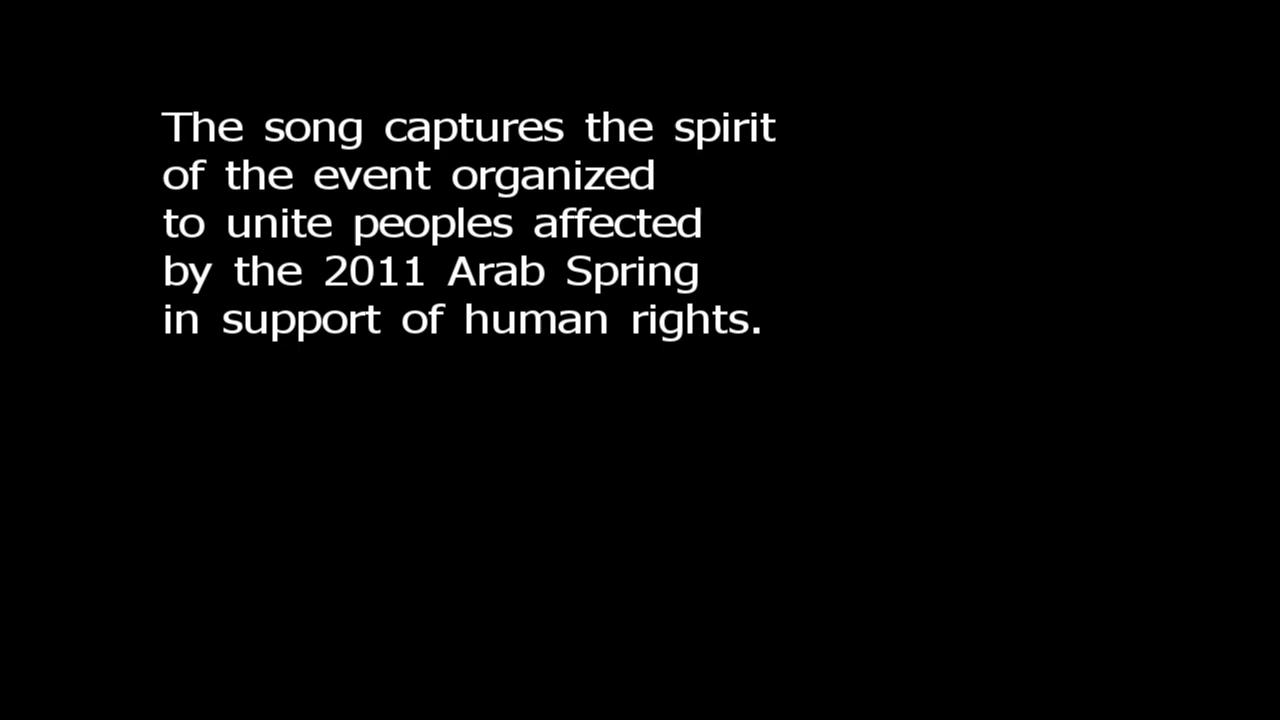 The song captures the spirit
of the event organized
to unite peoples affected
by the 2011 Arab Spring
in support of human rights.